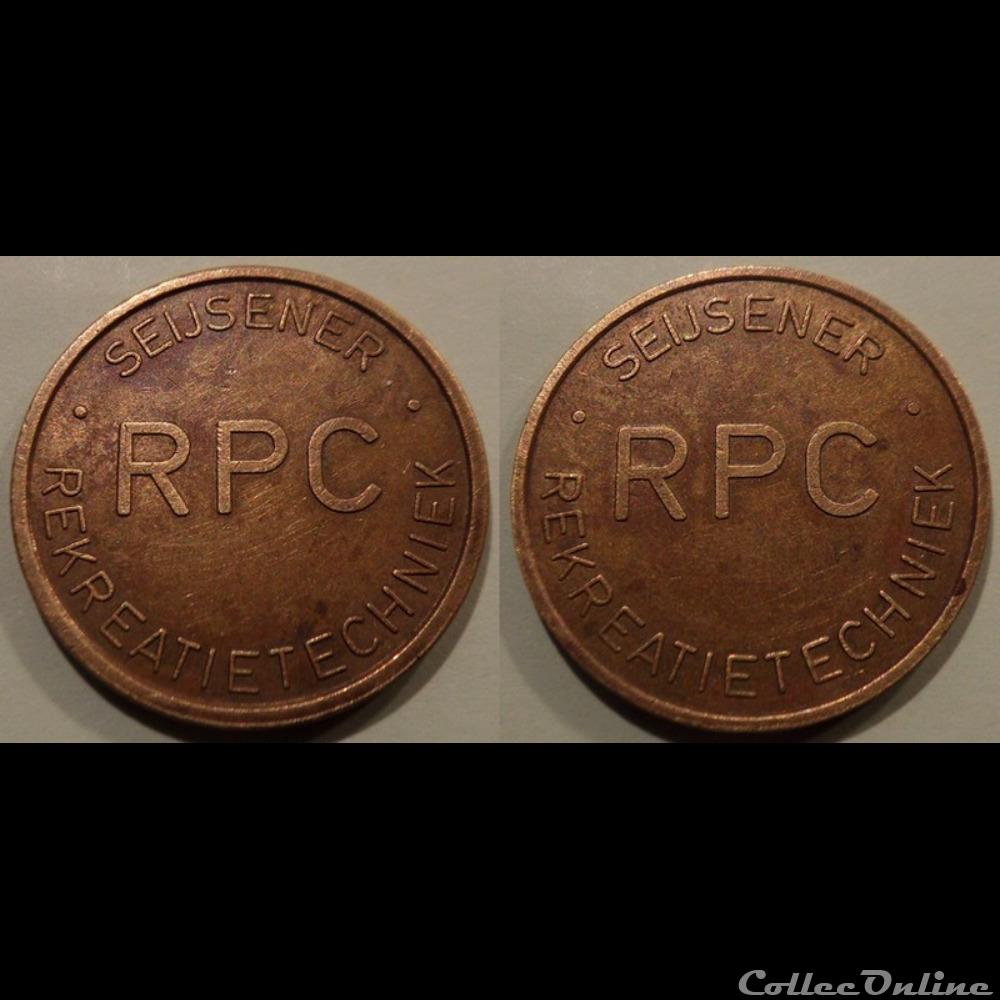 SEIJSENER
RPC
REKREATIETECHNIEK
SEIJSENER
RPC
REKREATIETECHNIEK
CollecOnline